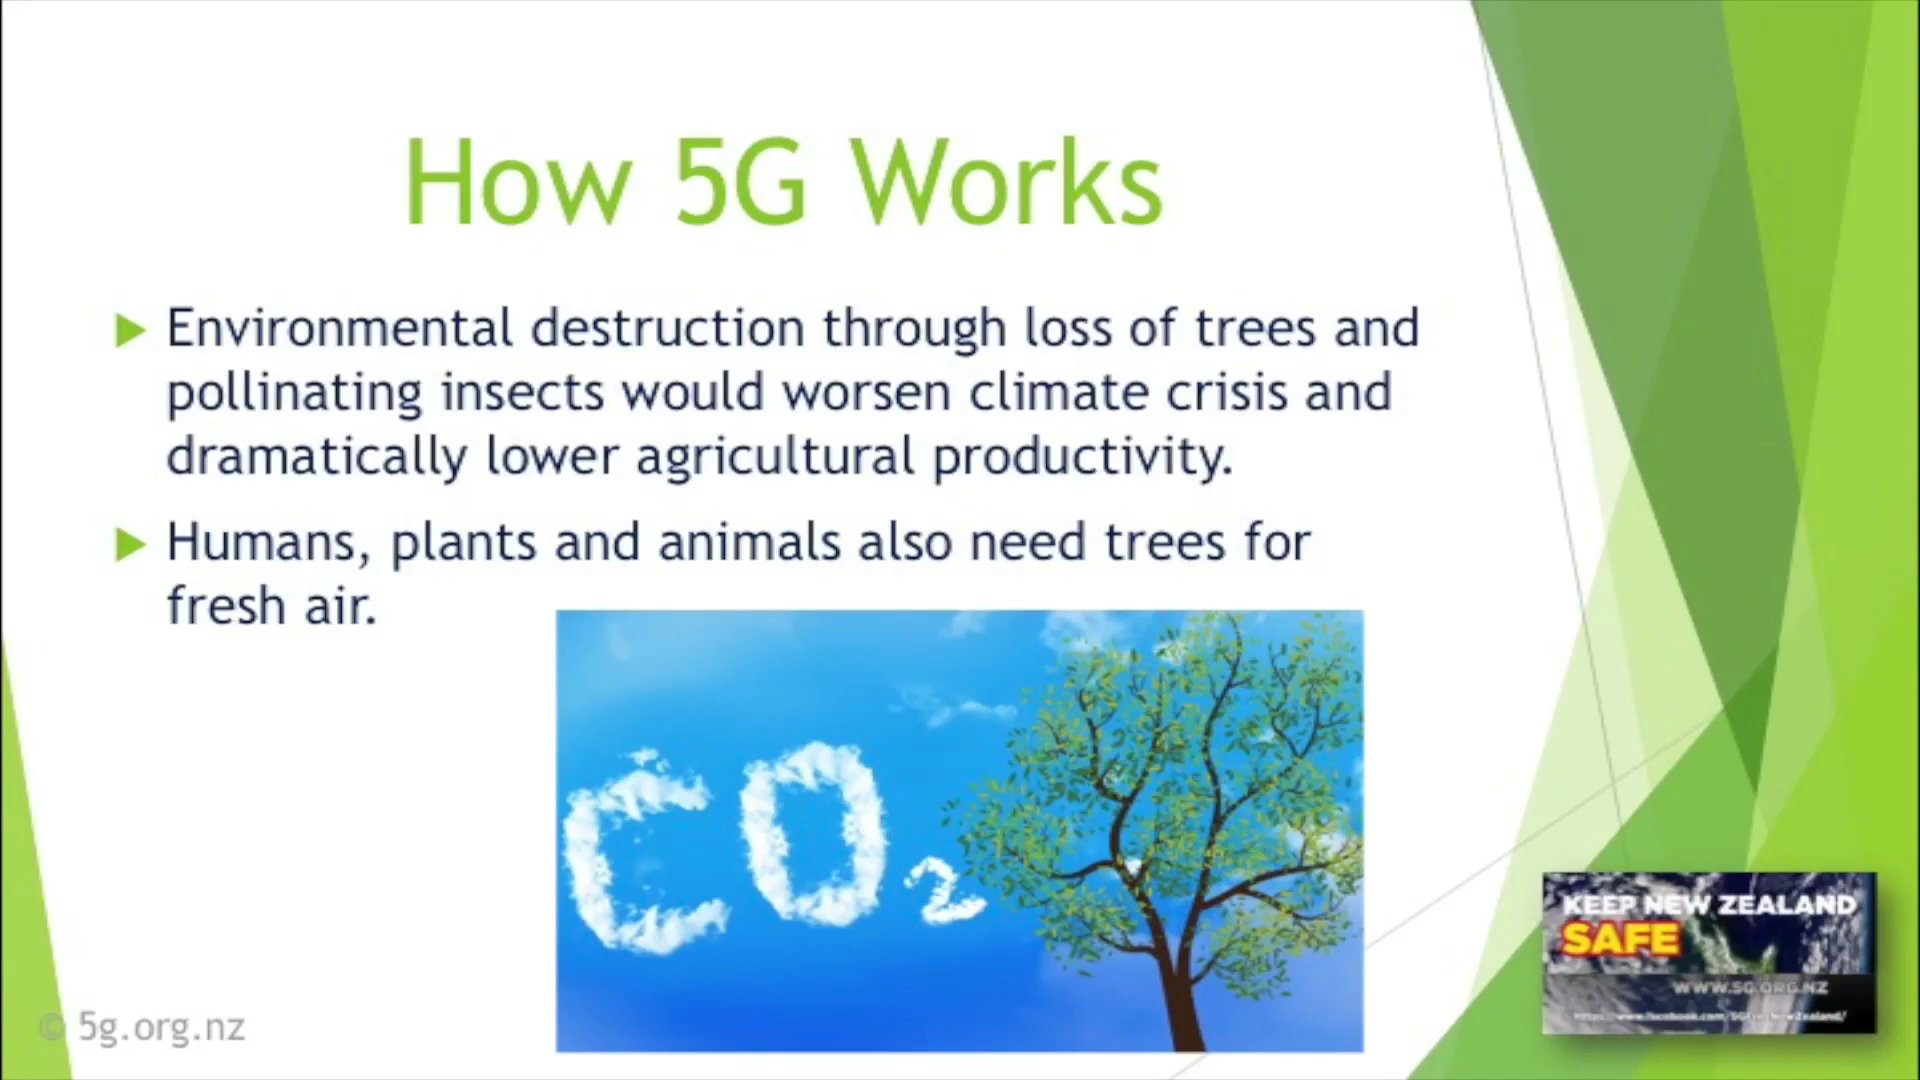 How 5G Works
Environmental destruction through loss of trees and
pollinating insects would worsen climate crisis and
dramatically lower agricultural productivity.
Humans, plants and animals also need trees for
fresh air.
CO2
KEEP NEW ZEALAND
SAFE
WWW.5G.ORG.NZ
© 5g.org.nz